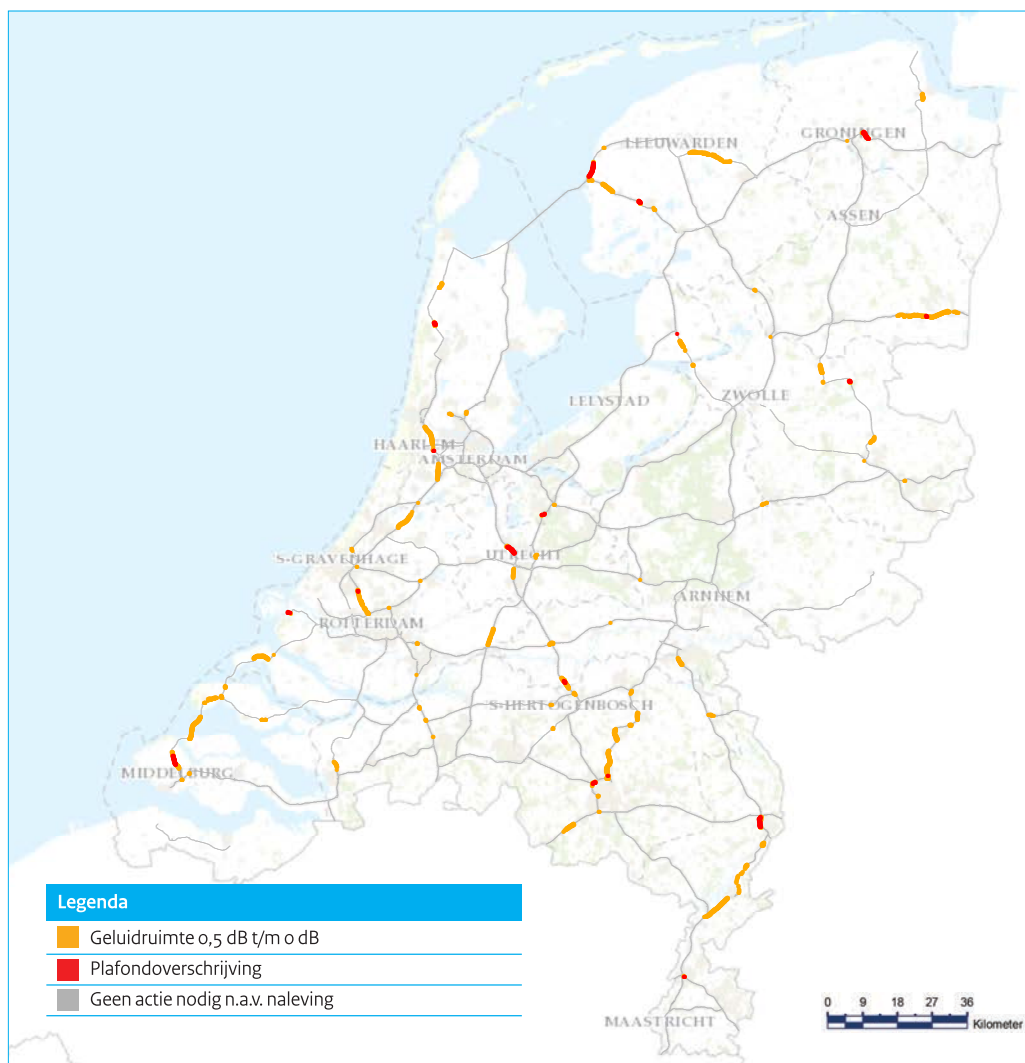 LEEUWARDEN
GRONINGEN
ASSEN
ZWOLLE
LELYSTAD
HAARLEM
AMSTERDAM
UTRECHT
'S-GRAVENHAGE
ARNHEM
ROTTERDAM
'S-HERTOGENBOSCH
MIDDELBURG
MAASTRICHT
Legenda
Geluidruimte 0,5 dB t/m 0 dB
Plafondoverschrijving
Geen actie nodig n.a.v. naleving
0 9 18 27 36
Kilometer